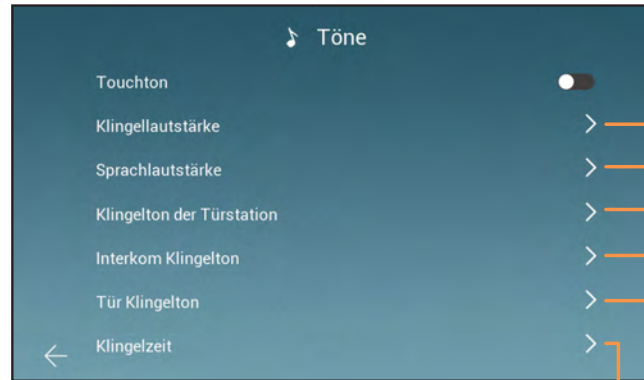 Töne
Touchton
Klingellautstärke
Sprachlautstärke
Klingelton der Türstation
Interkom Klingelton
Tür Klingelton
Klingelzeit